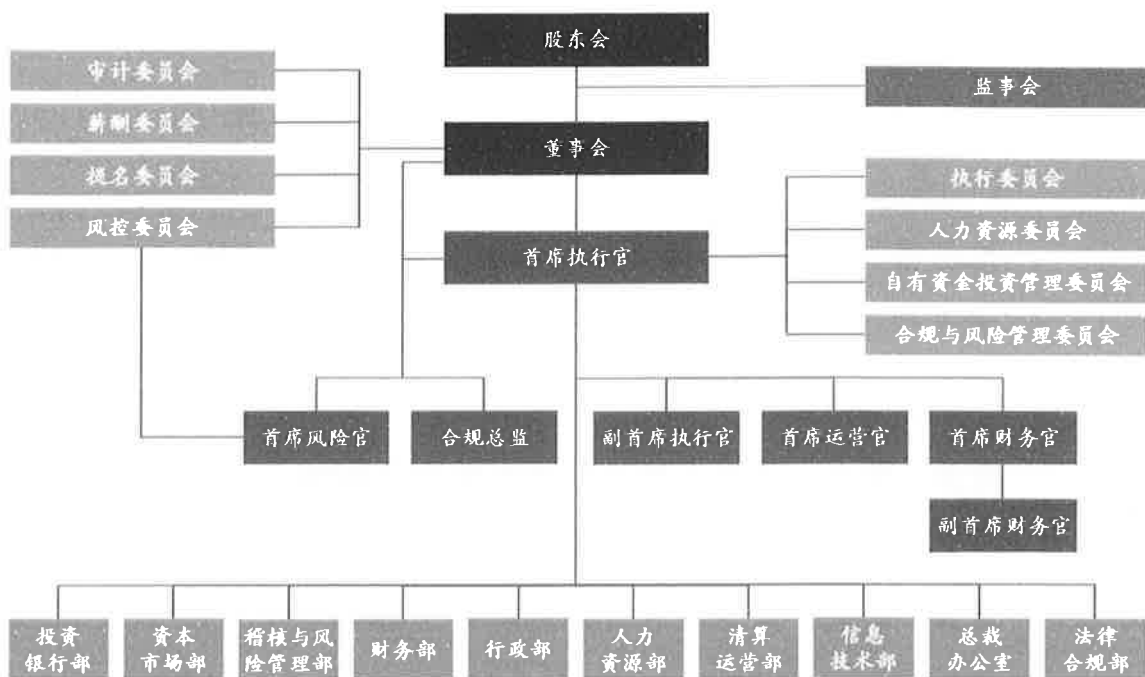 股东会
审计委员会
监事会
薪酬委员会
董事会
提名委员会
执行委员会
风控委员会
人力资源委员会
首席执行官
自有资金投资管理委员会
合规与风险管理委员会
首席风险官
合规总监
副首席执行官
首席运营官
首席财务官
副首席财务官
投资
银行部
资本
市场部
稽核与风
险管理部
财务部
行政部
人力
资源部
清算
运营部
信息
技术部
总裁
办公室
法律
合规部